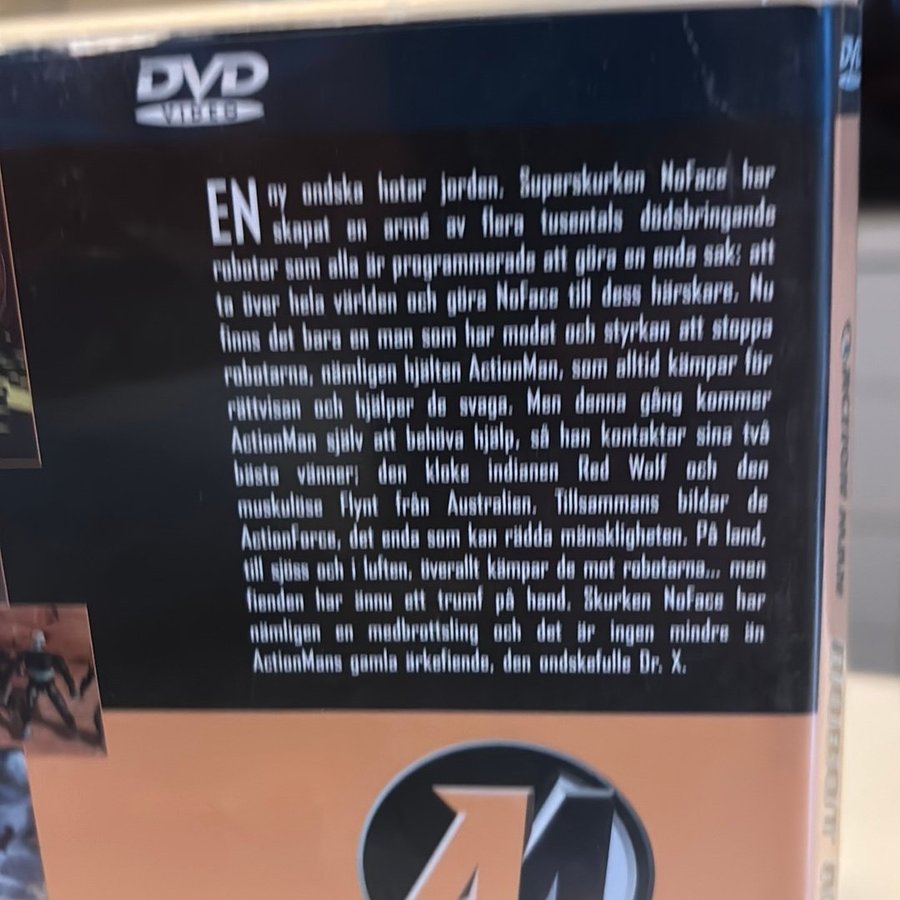 DVD
VIDEO
EN ny ondska hotar jorden. Superskurken NoFace har
skapat en armé av flera tusentals dödsbringande
robotar som alla är programmerade att göra en enda sak: att
ta över hela världen och göra NoFace till dess härskare. Nu
finns det bara en man som har modet och styrkan att stoppa
robotarna, nämligen hjälten ActionMan, som alltid kämpar för
rättvisan och hjälper de svaga. Men denna gång kommer
ActionMan själv att behöva hjälp, så han kontaktar sina två
bästa vänner; den kloke indianen Red Wolf och den
muskulöse Flynt från Australien. Tillsammans bildar de
ActionForce, det enda som kan rädda mänskligheten. På land,
till sjöss och i luften, överallt kämpar de mot robotarna... men
fienden har ännu ett trumf på hand. Skurken NoFace har
nämligen en medbrottsling och det är ingen mindre än
ActionMans gamla ärkefiende, den ondskefulle Dr. X.
AM
ACTION MAN